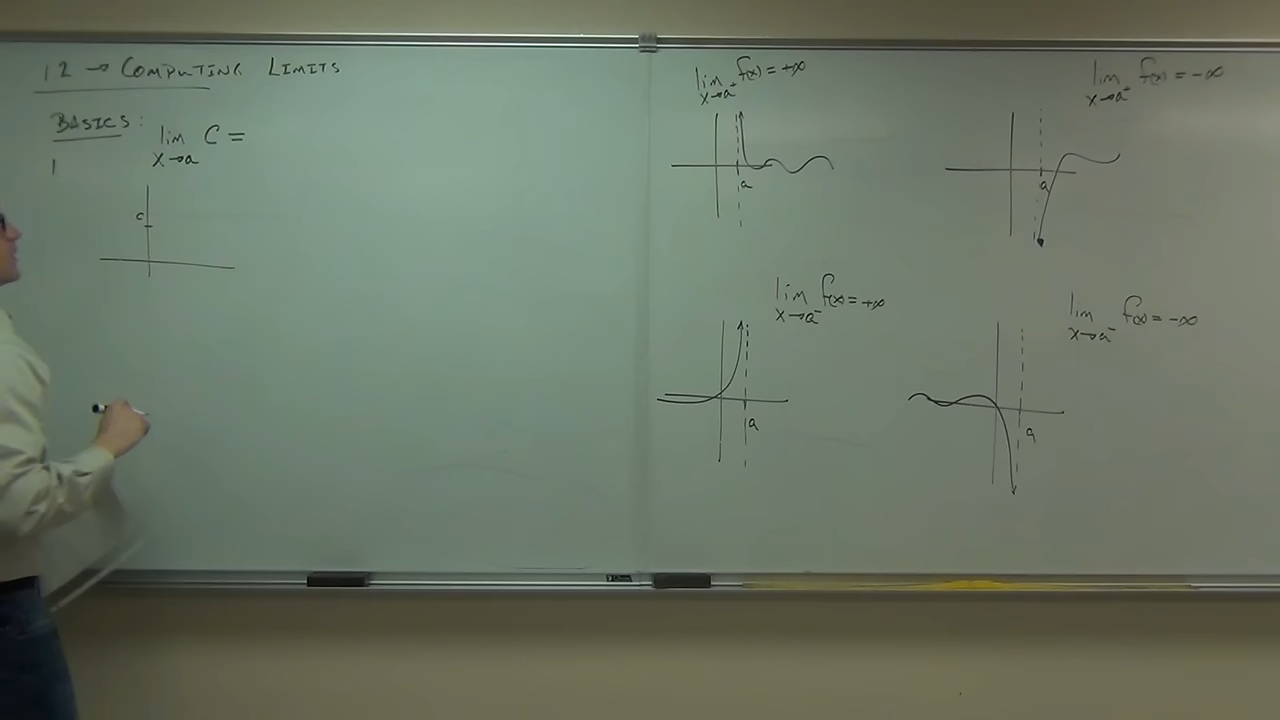 1.2 → COMPUTING LIMITS
BASICS:
1 lim C =
x→a
c
lim f(x) = +∞
x→a⁺
a
lim f(x) = -∞
x→a⁺
a
lim f(x) = +∞
x→a⁻
a
lim f(x) = -∞
x→a⁻
a